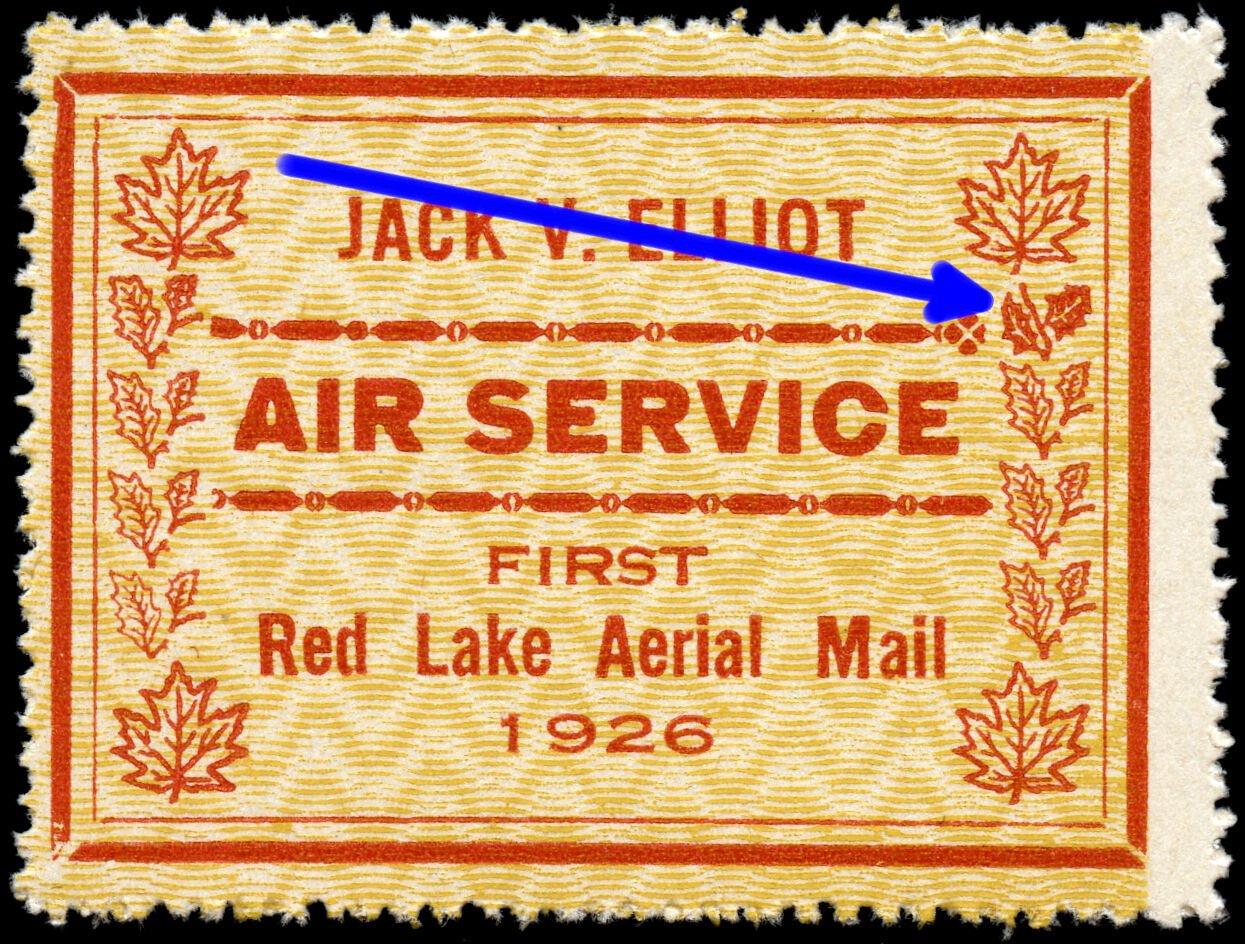 JACK V. ELLIOT
AIR SERVICE
FIRST
Red Lake Aerial Mail
1926